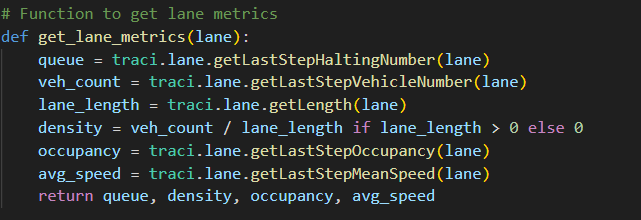 # Function to get lane metrics
def get_lane_metrics(lane):
    queue = traci.lane.getLastStepHaltingNumber(lane)
    veh_count = traci.lane.getLastStepVehicleNumber(lane)
    lane_length = traci.lane.getLength(lane)
    density = veh_count / lane_length if lane_length > 0 else 0
    occupancy = traci.lane.getLastStepOccupancy(lane)
    avg_speed = traci.lane.getLastStepMeanSpeed(lane)
    return queue, density, occupancy, avg_speed